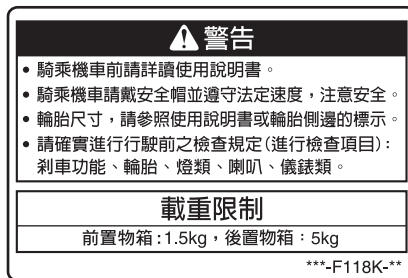 警告
• 騎乘機車前請詳讀使用說明書。
• 騎乘機車請戴安全帽並遵守法定速度，注意安全。
• 輪胎尺寸，請參照使用說明書或輪胎側邊的標示。
• 請確實進行行駛前之檢查規定(進行檢查項目)：
剎車功能、輪胎、燈類、喇叭、儀錶類。
載重限制
前置物箱:1.5kg，後置物箱：5kg
***-F118K-**